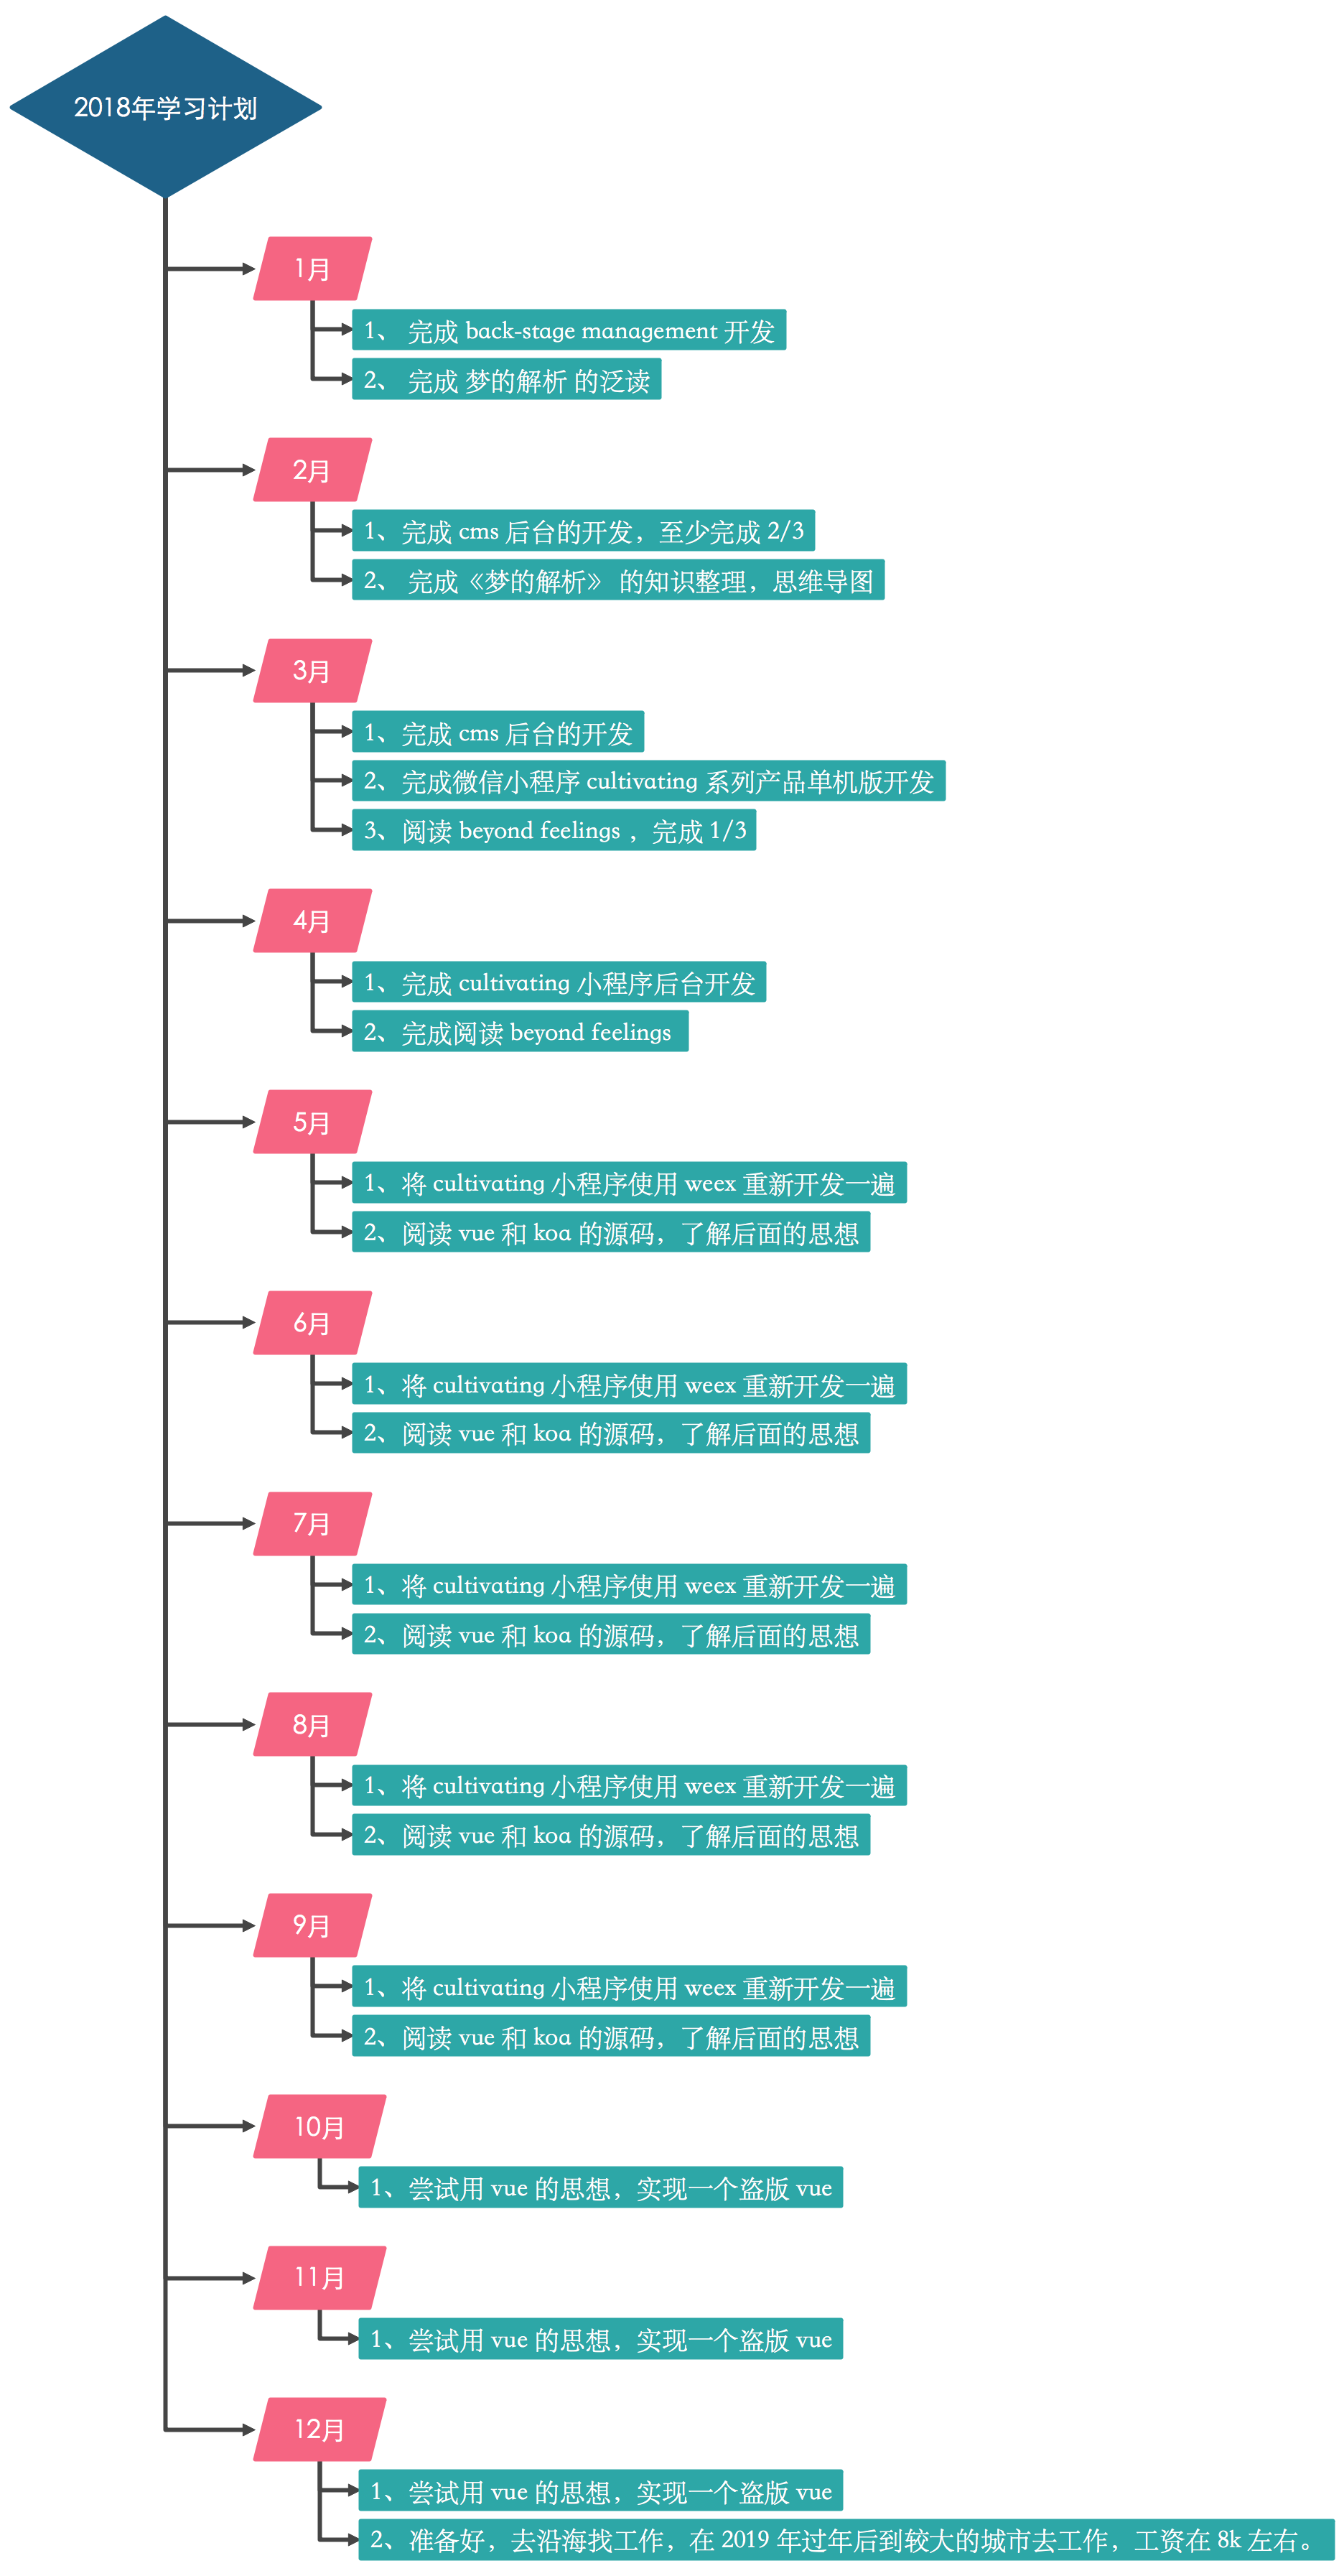 2018年学习计划
1月
1、 完成 back-stage management 开发
2、 完成 梦的解析 的泛读
2月
1、完成 cms 后台的开发，至少完成 2/3
2、 完成《梦的解析》 的知识整理，思维导图
3月
1、完成 cms 后台的开发
2、完成微信小程序 cultivating 系列产品单机版开发
3、阅读 beyond feelings ，完成 1/3
4月
1、完成 cultivating 小程序后台开发
2、完成阅读 beyond feelings
5月
1、将 cultivating 小程序使用 weex 重新开发一遍
2、阅读 vue 和 koa 的源码，了解后面的思想
6月
1、将 cultivating 小程序使用 weex 重新开发一遍
2、阅读 vue 和 koa 的源码，了解后面的思想
7月
1、将 cultivating 小程序使用 weex 重新开发一遍
2、阅读 vue 和 koa 的源码，了解后面的思想
8月
1、将 cultivating 小程序使用 weex 重新开发一遍
2、阅读 vue 和 koa 的源码，了解后面的思想
9月
1、将 cultivating 小程序使用 weex 重新开发一遍
2、阅读 vue 和 koa 的源码，了解后面的思想
10月
1、尝试用 vue 的思想，实现一个盗版 vue
11月
1、尝试用 vue 的思想，实现一个盗版 vue
12月
1、尝试用 vue 的思想，实现一个盗版 vue
2、准备好，去沿海找工作，在 2019 年过年后到较大的城市去工作，工资在 8k 左右。